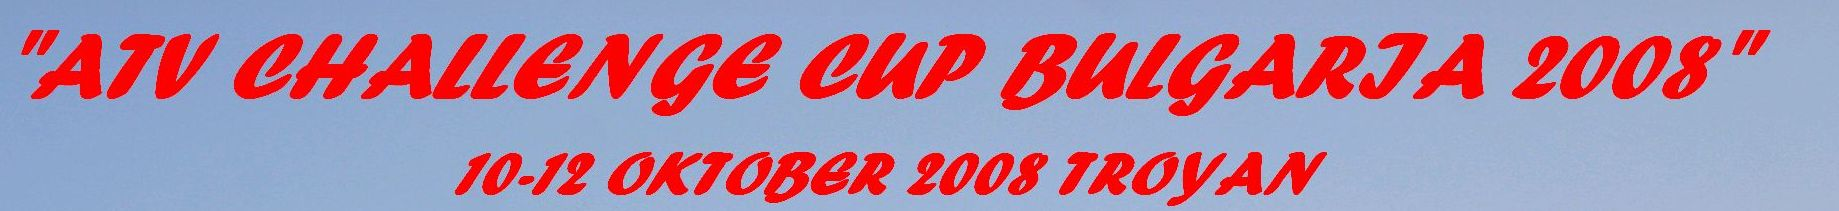 "ATV CHALLENGE CUP BULGARIA 2008"
10-12 OKTOBER 2008 TROYAN